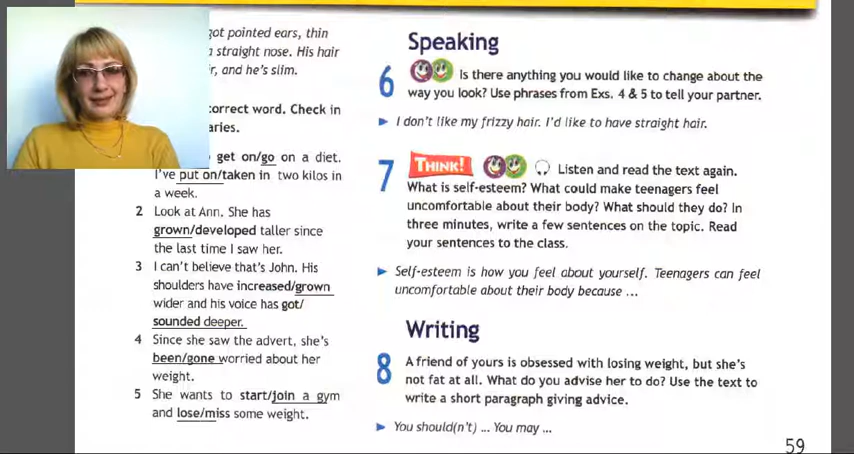 got pointed ears, thin
a straight nose. His hair
r, and he's slim.
correct word. Check in
aries.
get on/go on a diet.
I've put on/taken in two kilos in
a week.
2 Look at Ann. She has
grown/developed taller since
the last time I saw her.
3 I can't believe that's John. His
shoulders have increased/grown
wider and his voice has got/
sounded deeper.
4 Since she saw the advert, she's
been/gone worried about her
weight.
5 She wants to start/join a gym
and lose/miss some weight.
Speaking
6 Is there anything you would like to change about the
way you look? Use phrases from Exs. 4 & 5 to tell your partner.
I don't like my frizzy hair. I'd like to have straight hair.
7 THINK! Listen and read the text again.
What is self-esteem? What could make teenagers feel
uncomfortable about their body? What should they do? In
three minutes, write a few sentences on the topic. Read
your sentences to the class.
Self-esteem is how you feel about yourself. Teenagers can feel
uncomfortable about their body because ...
Writing
8 A friend of yours is obsessed with losing weight, but she's
not fat at all. What do you advise her to do? Use the text to
write a short paragraph giving advice.
You should(n't) ... You may ...
59